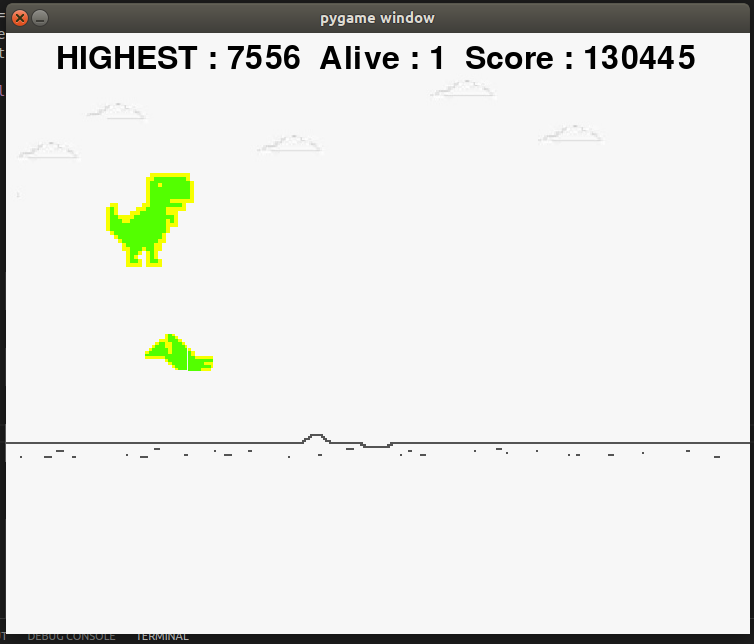 pygame window
HIGHEST : 7556 Alive : 1 Score : 130445
DEBUG CONSOLE TERMINAL